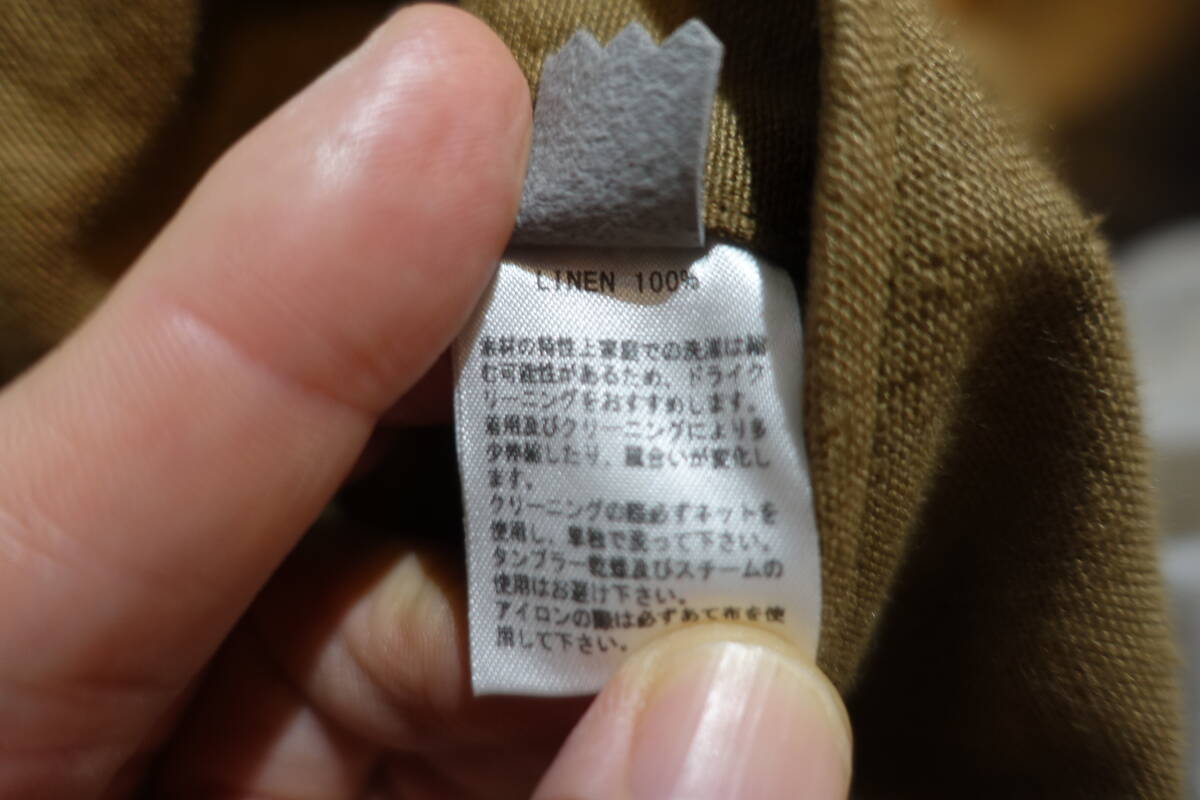 LINEN 100%
素材の特性上家庭での洗濯は縮
む可能性があるため、ドライク
リーニングをおすすめします。
着用及びクリーニングにより多
少伸縮したり、風合いが変化し
ます。
クリーニングの際必ずネットを
使用し、単独で洗って下さい。
タンブラー乾燥及びスチームの
使用はお避け下さい。
アイロンの際は必ずあて布を使
用して下さい。